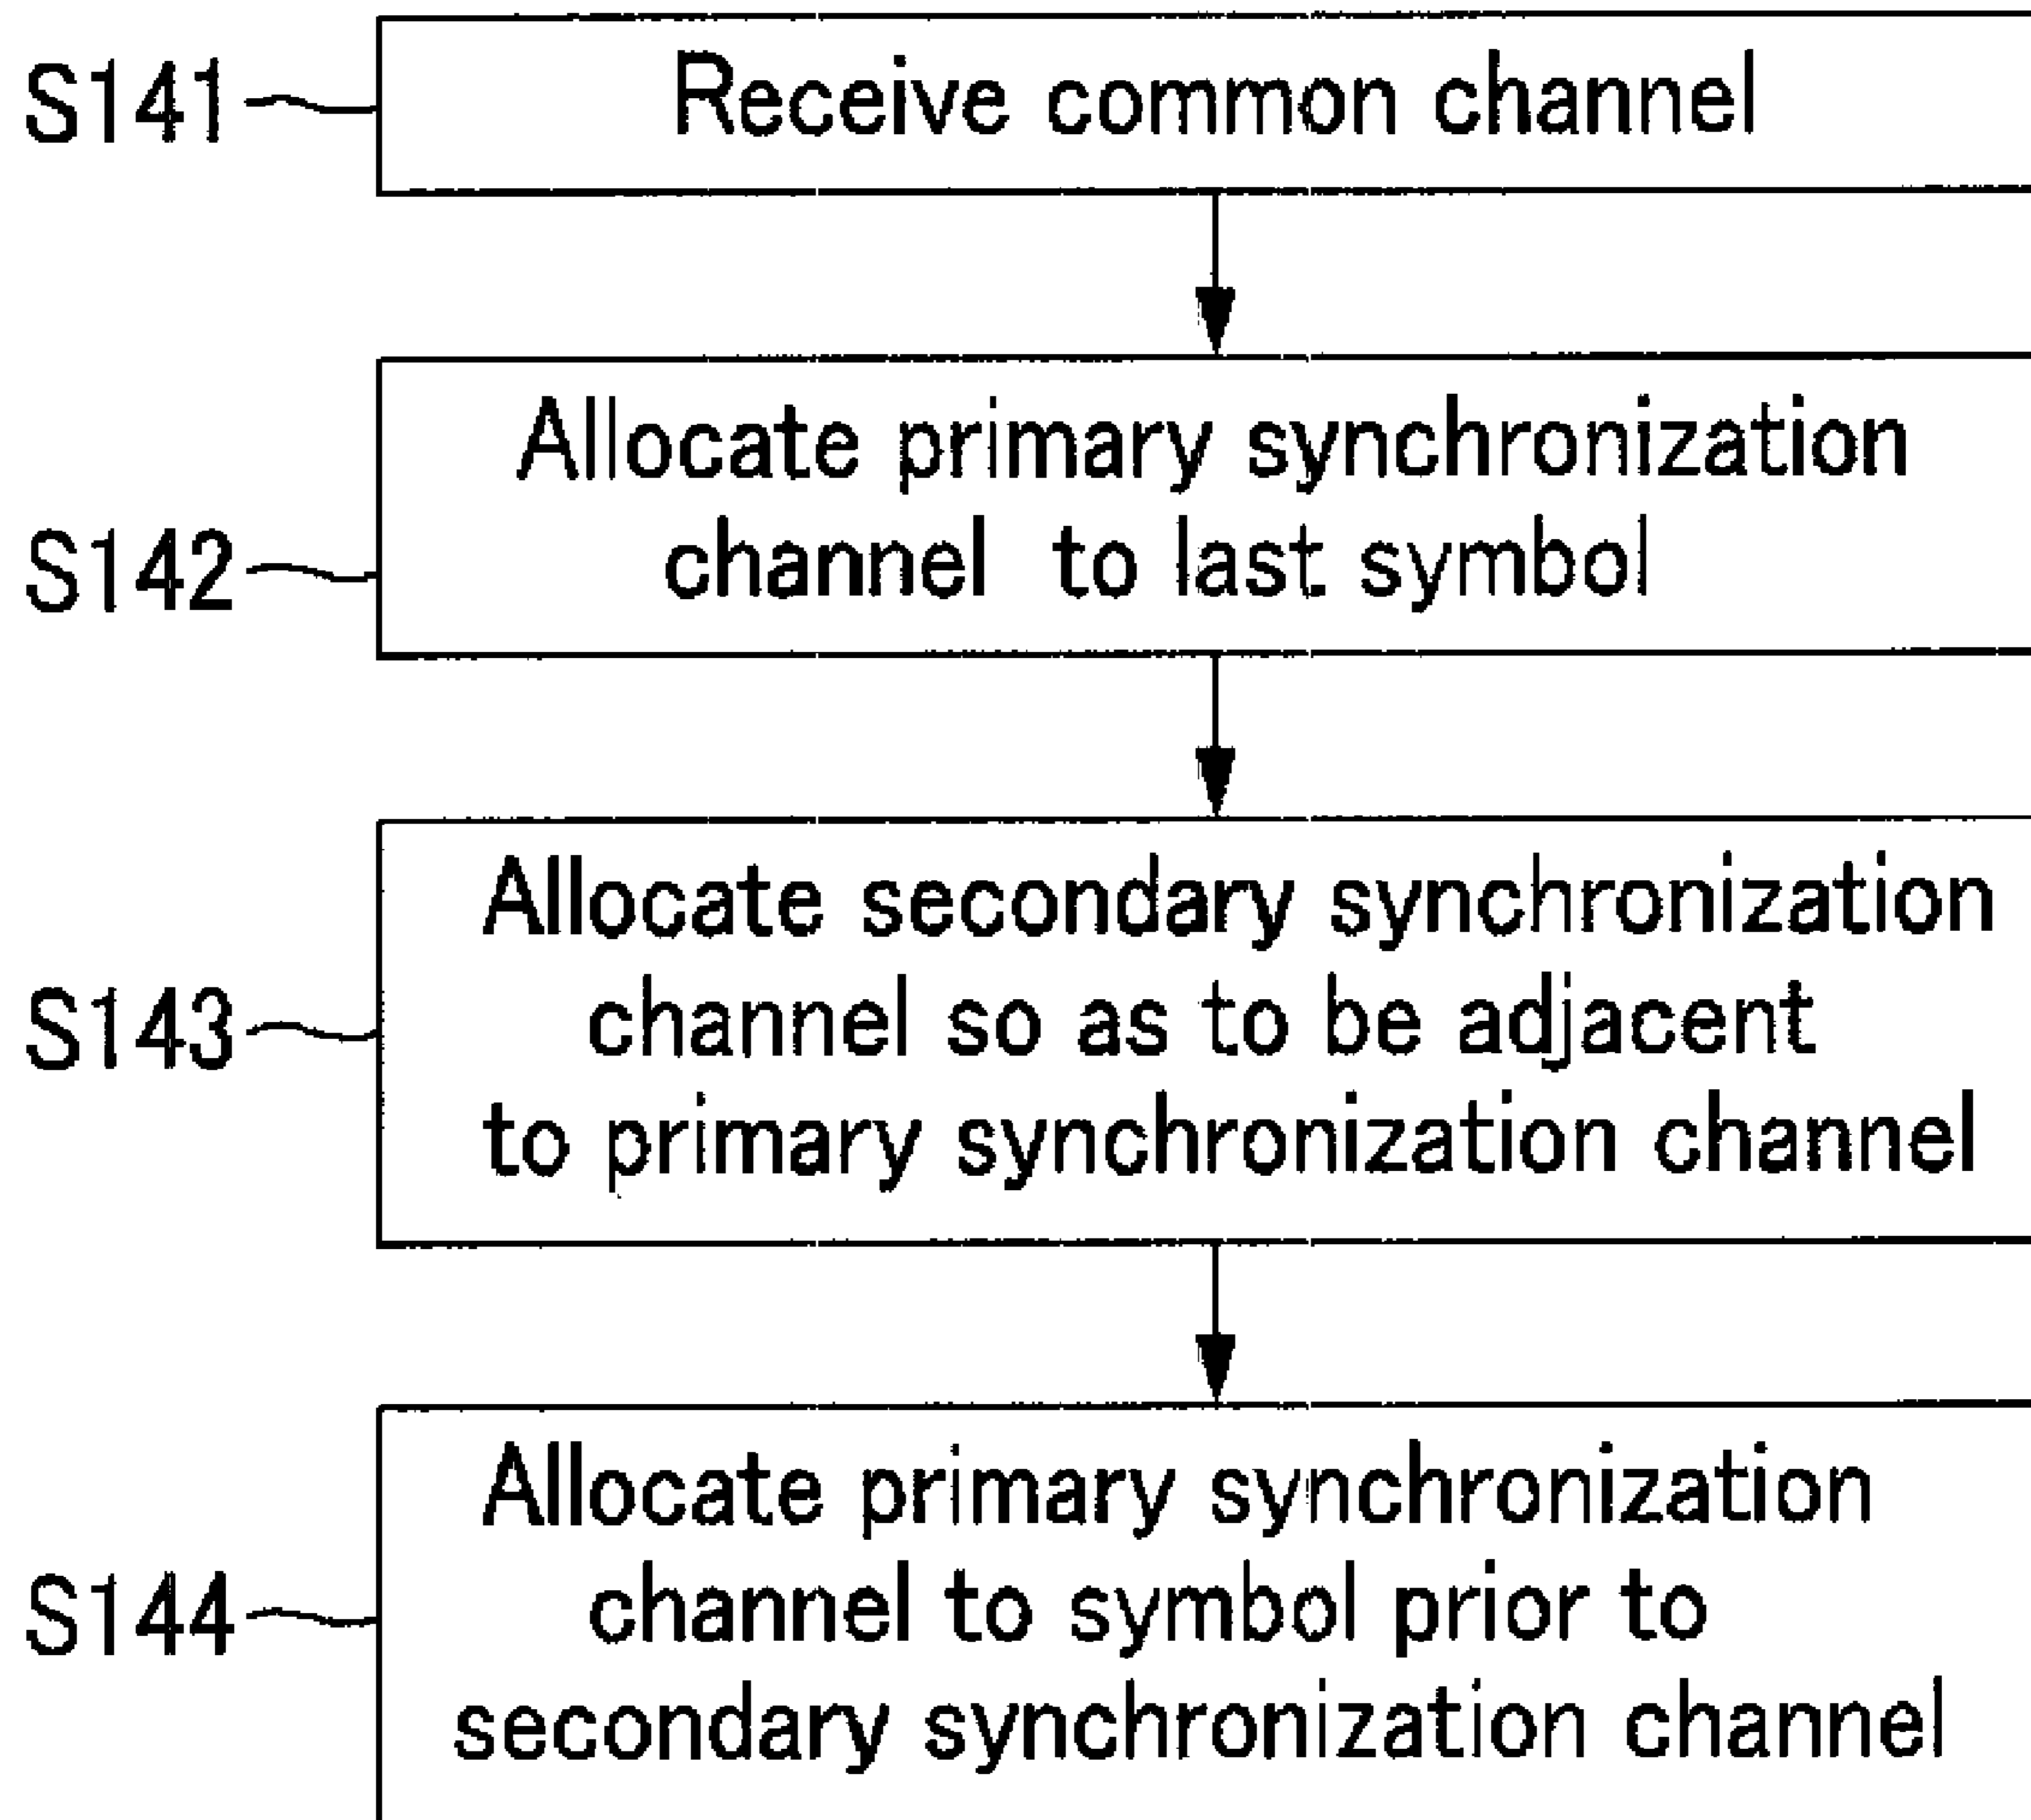 S141
Receive common channel
Allocate primary synchronization
channel to last symbol
S142
Allocate secondary synchronization
channel so as to be adjacent
to primary synchronization channel
S143
Allocate primary synchronization
channel to symbol prior to
secondary synchronization channel
S144